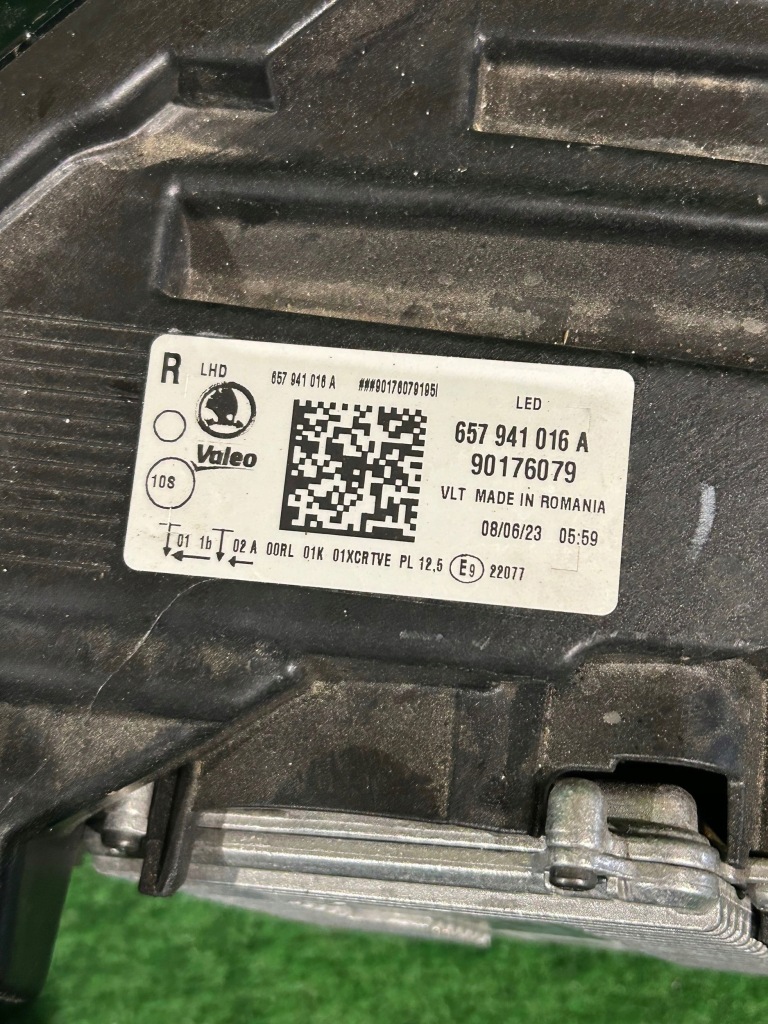 R LHD 657 941 016 A ###90176079195I
LED
657 941 016 A
Valeo
90176079
10S
VLT MADE IN ROMANIA
08/06/23 05:59
01 1b 02 A 00RL 01K 01XCRTVE PL 12,5 E9 22077